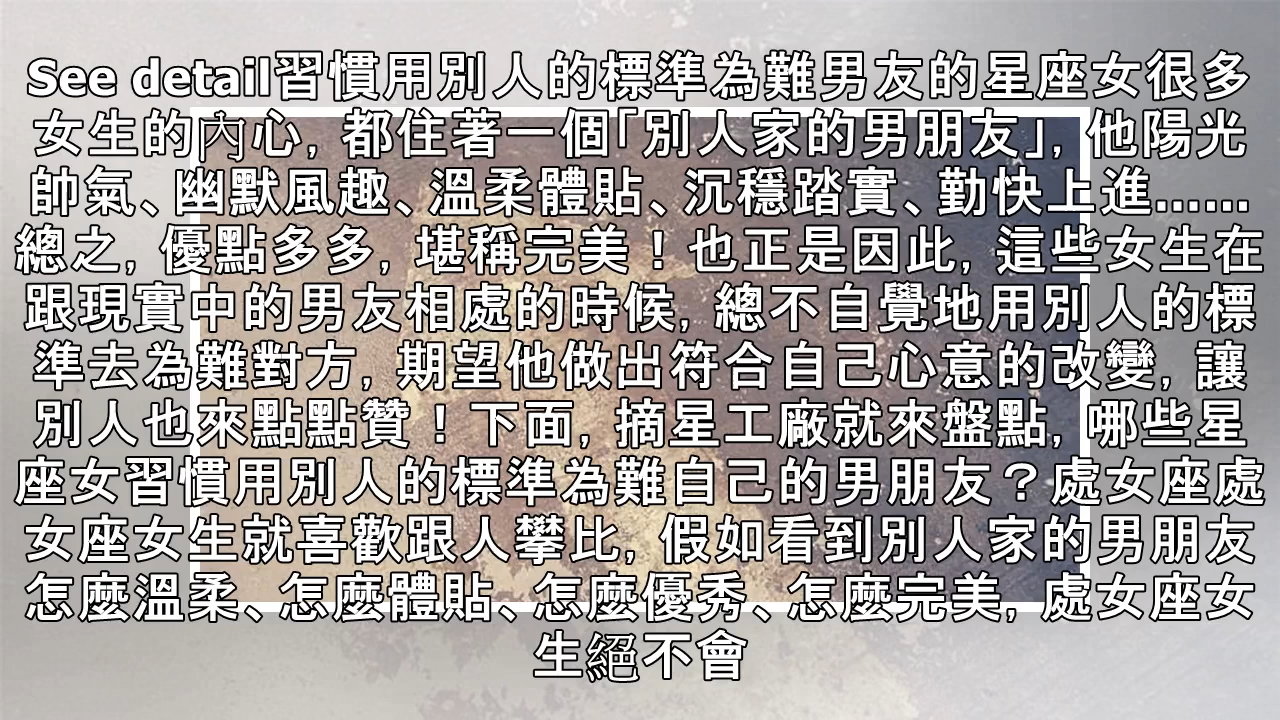 See detail習慣用別人的標準為難男友的星座女很多
女生的內心, 都住著一個「別人家的男朋友」, 他陽光
帥氣、幽默風趣、溫柔體貼、沉穩踏實、勤快上進......
總之, 優點多多, 堪稱完美！也正是因此, 這些女生在
跟現實中的男友相處的時候, 總不自覺地用別人的標
準去為難對方, 期望他做出符合自己心意的改變, 讓
別人也來點點贊！下面, 摘星工廠就來盤點, 哪些星
座女習慣用別人的標準為難自己的男朋友？處女座處
女座女生就喜歡跟人攀比, 假如看到別人家的男朋友
怎麼溫柔、怎麼體貼、怎麼優秀、怎麼完美, 處女座女
生絕不會